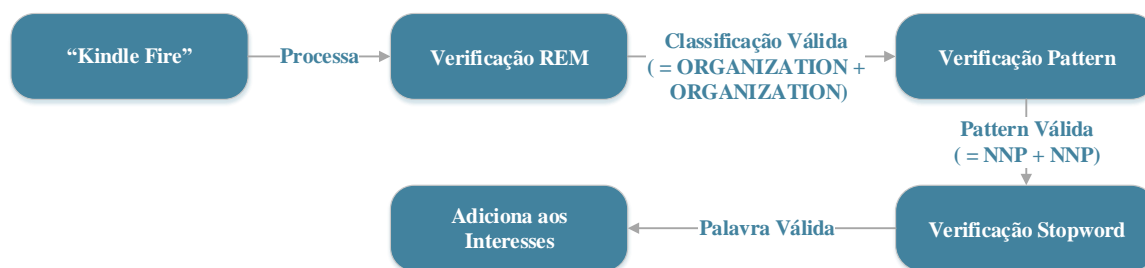 “Kindle Fire”
Processa
Verificação REM
Classificação Válida
( = ORGANIZATION +
ORGANIZATION)
Verificação Pattern
Pattern Válida
( = NNP + NNP)
Verificação Stopword
Palavra Válida
Adiciona aos
Interesses